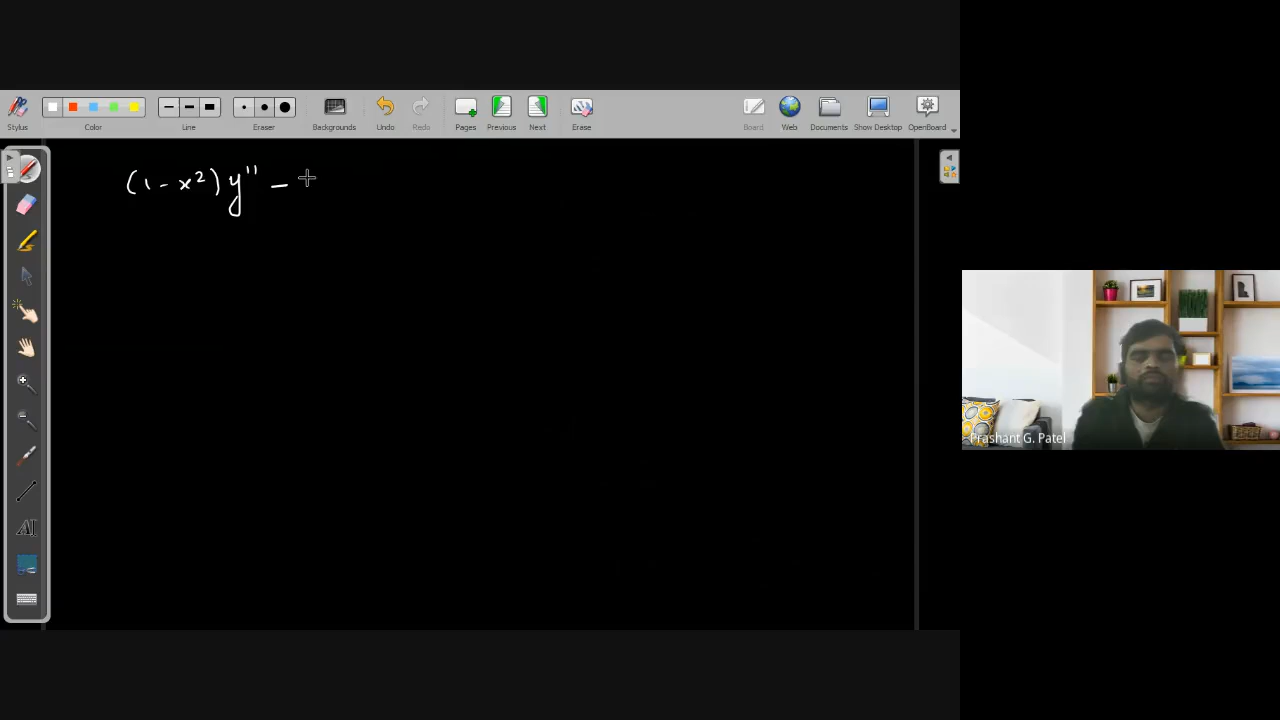 Stylus Color Line Eraser Backgrounds Undo Redo Pages Previous Next Erase Board Web Documents Show Desktop OpenBoard
(1 - x²) y'' -
Prashant G. Patel